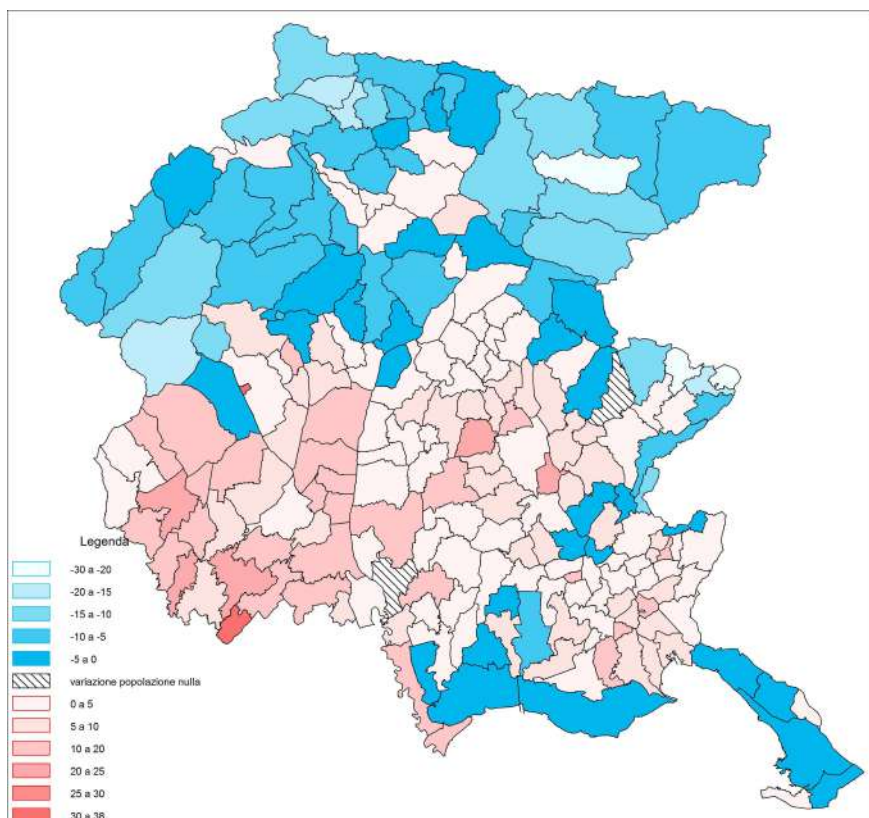 Legenda
-30 a -20
-20 a -15
-15 a -10
-10 a -5
-5 a 0
variazione popolazione nulla
0 a 5
5 a 10
10 a 20
20 a 25
25 a 30
30 a 38